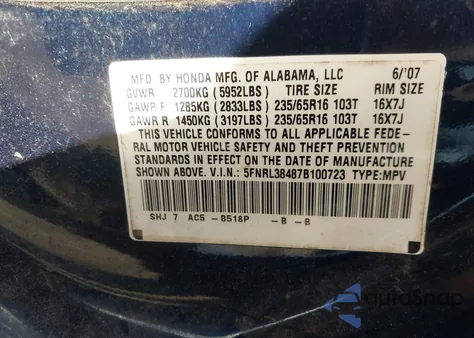 MFD. BY HONDA MFG. OF ALABAMA, LLC 6/'07
GVWR 2700KG (5952LBS) TIRE SIZE RIM SIZE
GAWR F 1285KG (2833LBS) 235/65R16 103T 16X7J
GAWR R 1450KG (3197LBS) 235/65R16 103T 16X7J
THIS VEHICLE CONFORMS TO ALL APPLICABLE FEDE-
RAL MOTOR VEHICLE SAFETY AND THEFT PREVENTION
STANDARDS IN EFFECT ON THE DATE OF MANUFACTURE
SHOWN ABOVE. V.I.N.: 5FNRL38487B100723 TYPE:MPV
SHJ 7 AC5 -B518P -B -B
AutoSnap